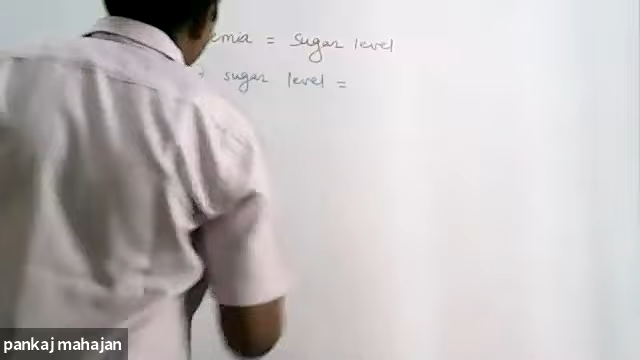 emia = sugar level
sugar level =
pankaj mahajan